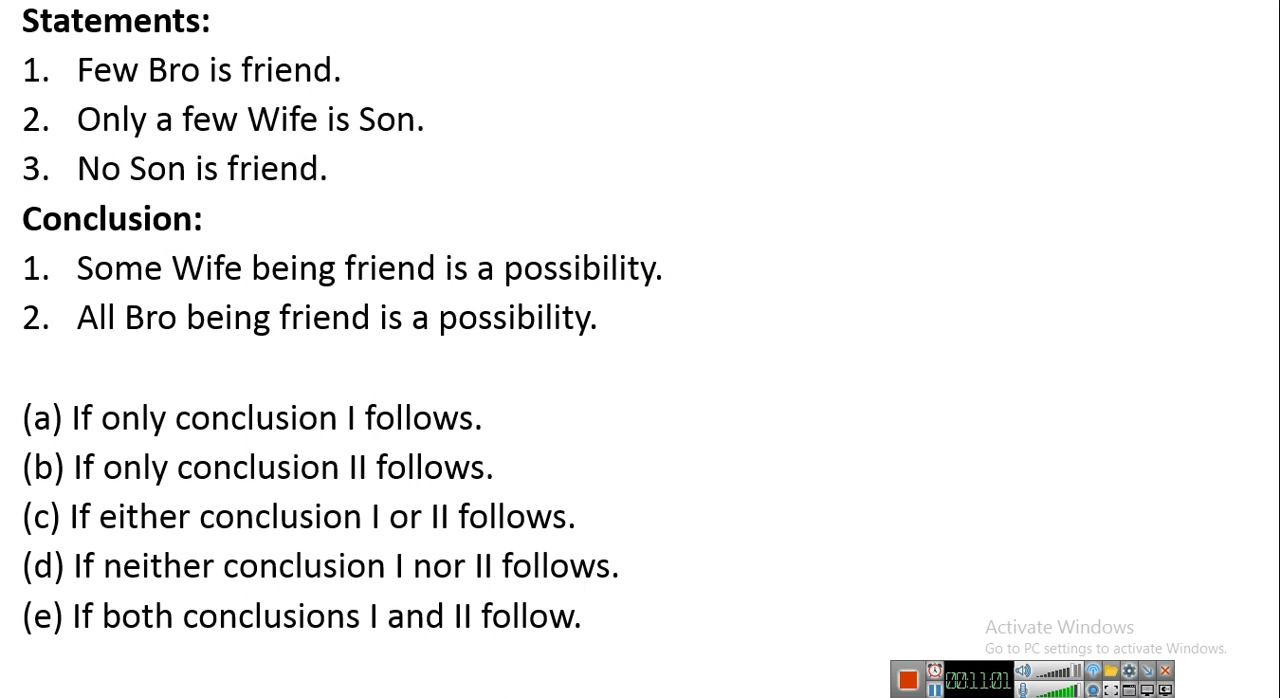 Statements:
1. Few Bro is friend.
2. Only a few Wife is Son.
3. No Son is friend.
Conclusion:
1. Some Wife being friend is a possibility.
2. All Bro being friend is a possibility.
(a) If only conclusion I follows.
(b) If only conclusion II follows.
(c) If either conclusion I or II follows.
(d) If neither conclusion I nor II follows.
(e) If both conclusions I and II follow.
Activate Windows
Go to PC settings to activate Windows.
00:11:01